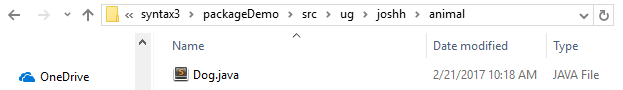 « syntax3 › packageDemo › src › ug › joshh › animal
Name Date modified Type
OneDrive Dog.java 2/21/2017 10:18 AM JAVA File